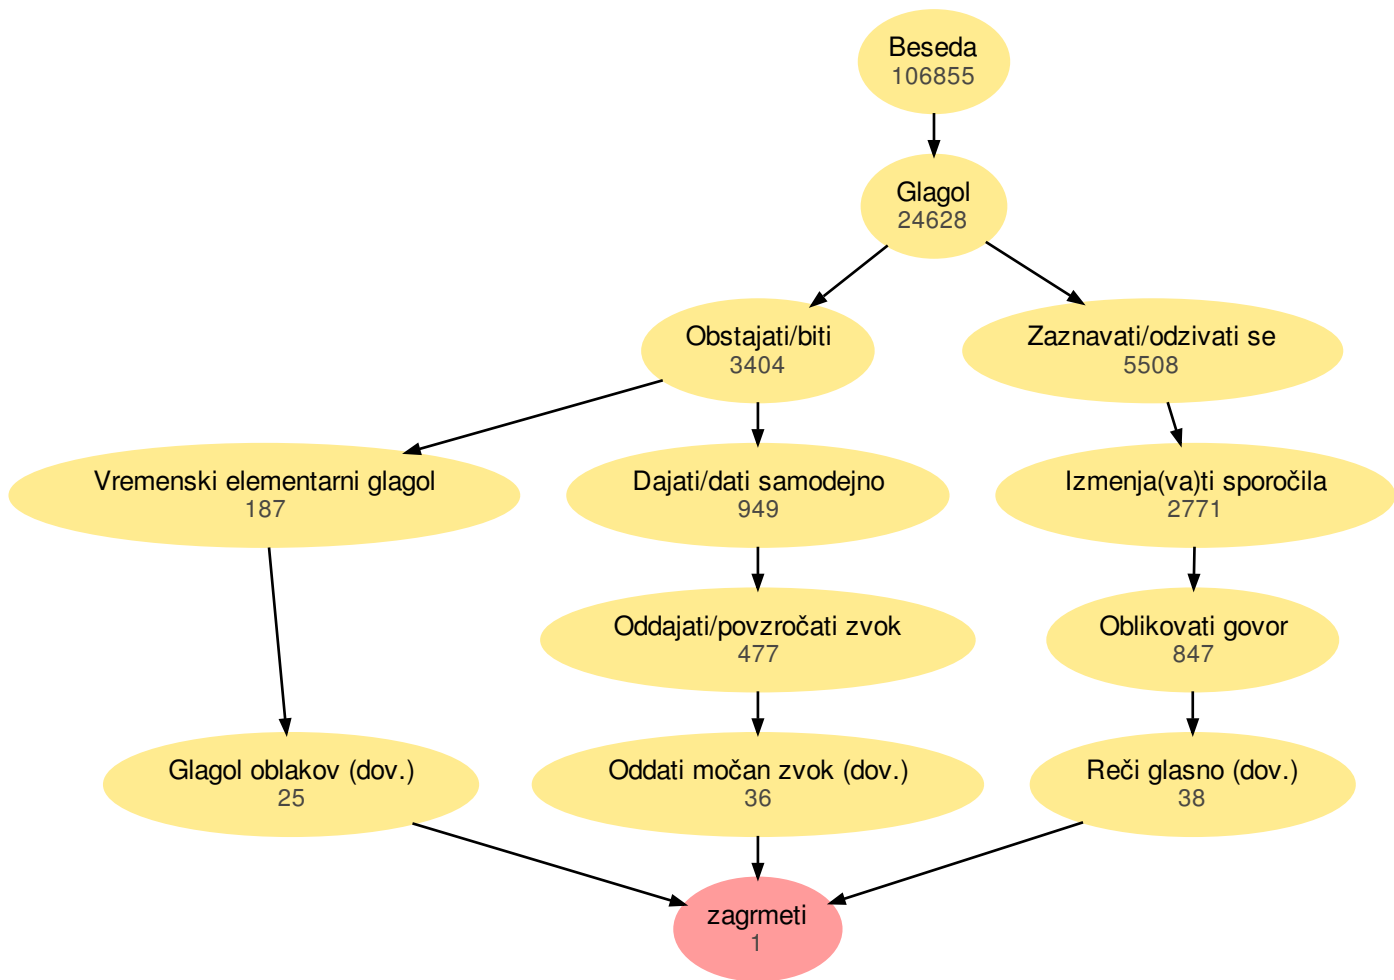 Beseda
106855
Glagol
24628
Obstajati/biti
3404
Zaznavati/odzivati se
5508
Vremenski elementarni glagol
187
Dajati/dati samodejno
949
Izmenja(va)ti sporočila
2771
Oddajati/povzročati zvok
477
Oblikovati govor
847
Glagol oblakov (dov.)
25
Oddati močan zvok (dov.)
36
Reči glasno (dov.)
38
zagrmeti
1